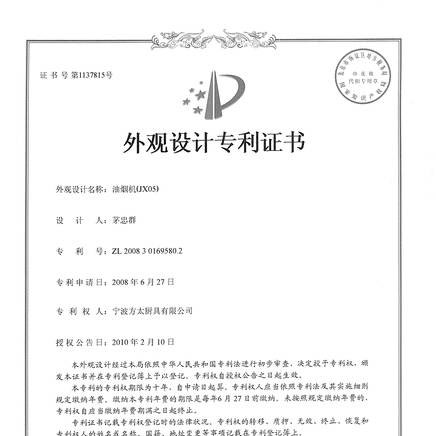 证书号第1137815号
外观设计专利证书
外观设计名称：油烟机(JX05)
设计人：茅忠群
专利号：ZL 2008 3 0169580.2
专利申请日：2008 年 6 月 27 日
专利权人：宁波方太厨具有限公司
授权公告日：2010 年 2 月 10 日
本外观设计经过本局依照中华人民共和国专利法进行初步审查，决定授予专利权，颁
发本证书并在专利登记簿上予以登记。专利权自授权公告之日起生效。
本专利的专利权期限为十年，自申请日起算。专利权人应当依照专利法及其实施细则
规定缴纳年费。缴纳本专利年费的期限是每年6 月 27 日前缴纳。未按照规定缴纳年费的，
专利权自应当缴纳年费期满之日起终止。
专利证书记载专利权登记时的法律状况。专利权的转移、质押、无效、终止、恢复和
专利权人的姓名或名称、国籍、地址变更等事项记载在专利登记簿上。